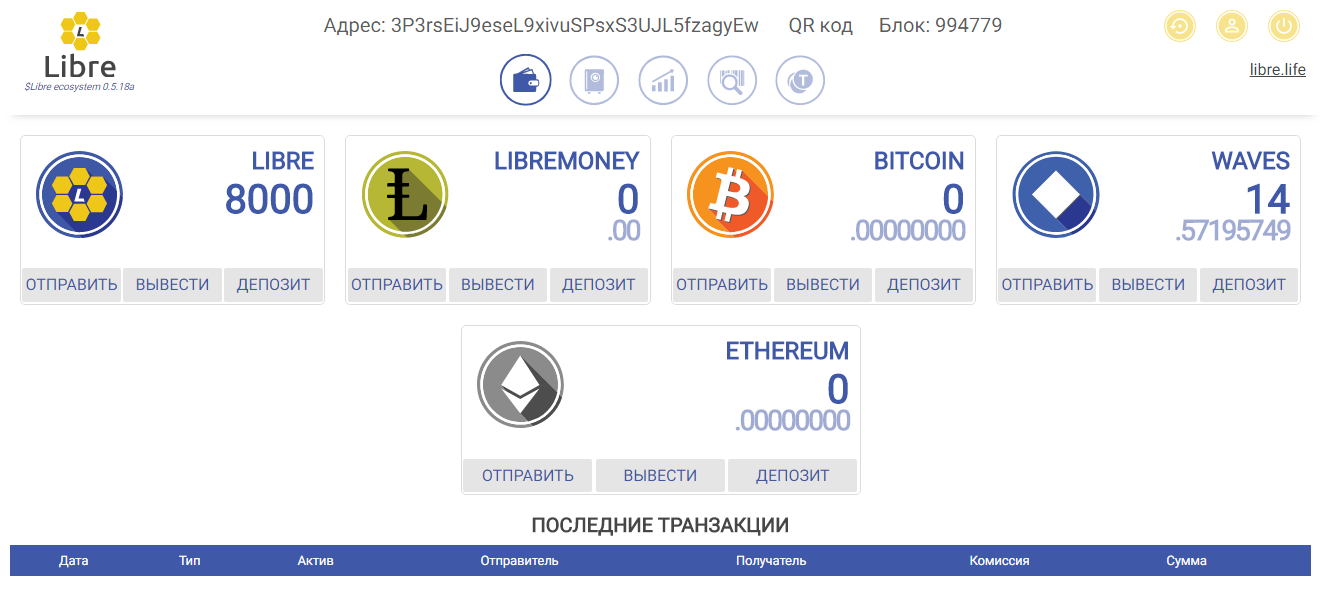 Libre
$Libre ecosystem 0.5.18a
Адрес: 3P3rsEiJ9eseL9xivuSPsxS3UJL5fzagyEw QR код Блок: 994779
libre.life
LIBRE
8000
ОТПРАВИТЬ ВЫВЕСТИ ДЕПОЗИТ
LIBREMONEY
0
.00
ОТПРАВИТЬ ВЫВЕСТИ ДЕПОЗИТ
BITCOIN
0
.00000000
ОТПРАВИТЬ ВЫВЕСТИ ДЕПОЗИТ
WAVES
14
.57195749
ОТПРАВИТЬ ВЫВЕСТИ ДЕПОЗИТ
ETHEREUM
0
.00000000
ОТПРАВИТЬ ВЫВЕСТИ ДЕПОЗИТ
ПОСЛЕДНИЕ ТРАНЗАКЦИИ
Дата Тип Актив Отправитель Получатель Комиссия Сумма